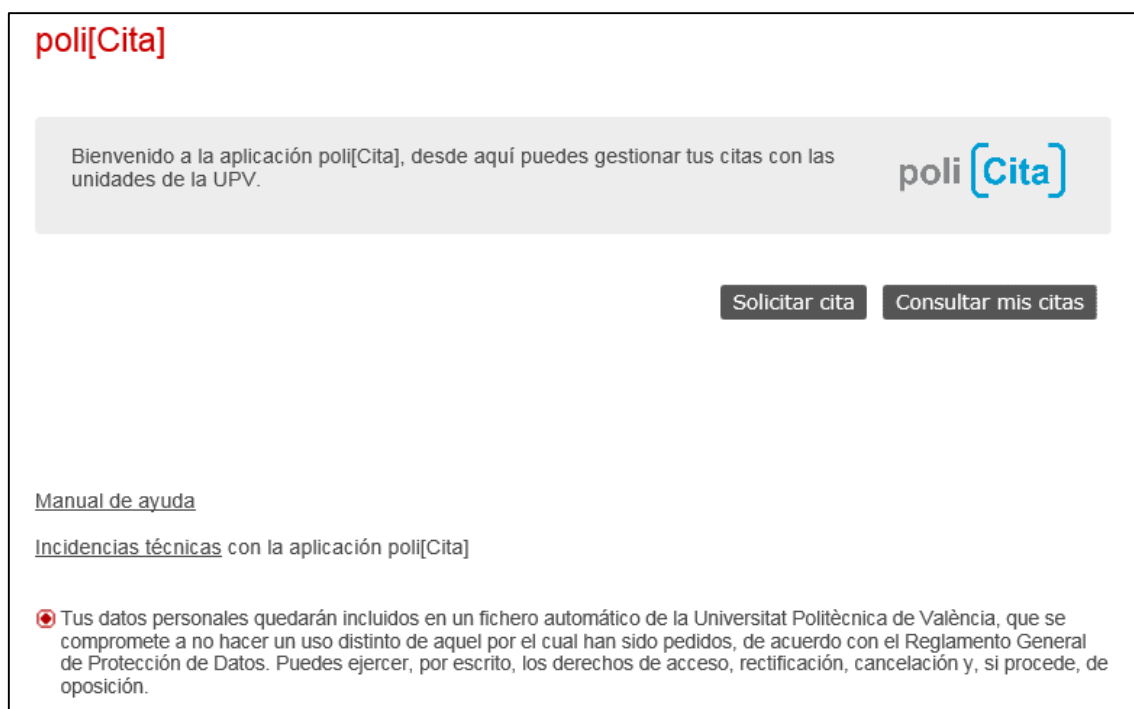 poli[Cita]
Bienvenido a la aplicación poli[Cita], desde aquí puedes gestionar tus citas con las
unidades de la UPV.
poli [Cita]
Solicitar cita
Consultar mis citas
Manual de ayuda
Incidencias técnicas con la aplicación poli[Cita]
Tus datos personales quedarán incluidos en un fichero automático de la Universitat Politècnica de València, que se
compromete a no hacer un uso distinto de aquel por el cual han sido pedidos, de acuerdo con el Reglamento General
de Protección de Datos. Puedes ejercer, por escrito, los derechos de acceso, rectificación, cancelación y, si procede, de
oposición.